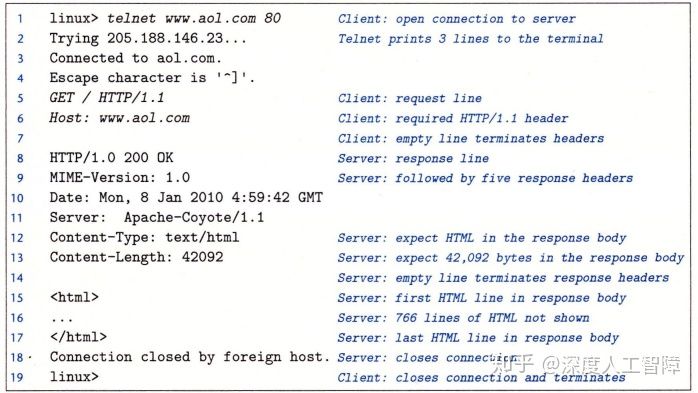 1 linux> telnet www.aol.com 80 Client: open connection to server
2 Trying 205.188.146.23... Telnet prints 3 lines to the terminal
3 Connected to aol.com.
4 Escape character is '^]'.
5 GET / HTTP/1.1 Client: request line
6 Host: www.aol.com Client: required HTTP/1.1 header
7 Client: empty line terminates headers
8 HTTP/1.0 200 OK Server: response line
9 MIME-Version: 1.0 Server: followed by five response headers
10 Date: Mon, 8 Jan 2010 4:59:42 GMT
11 Server: Apache-Coyote/1.1
12 Content-Type: text/html Server: expect HTML in the response body
13 Content-Length: 42092 Server: expect 42,092 bytes in the response body
14 Server: empty line terminates response headers
15 <html> Server: first HTML line in response body
16 ... Server: 766 lines of HTML not shown
17 </html> Server: last HTML line in response body
18 Connection closed by foreign host. Server: closes connection
19 linux> Client: closes connection and terminates
知乎 @深度人工智障